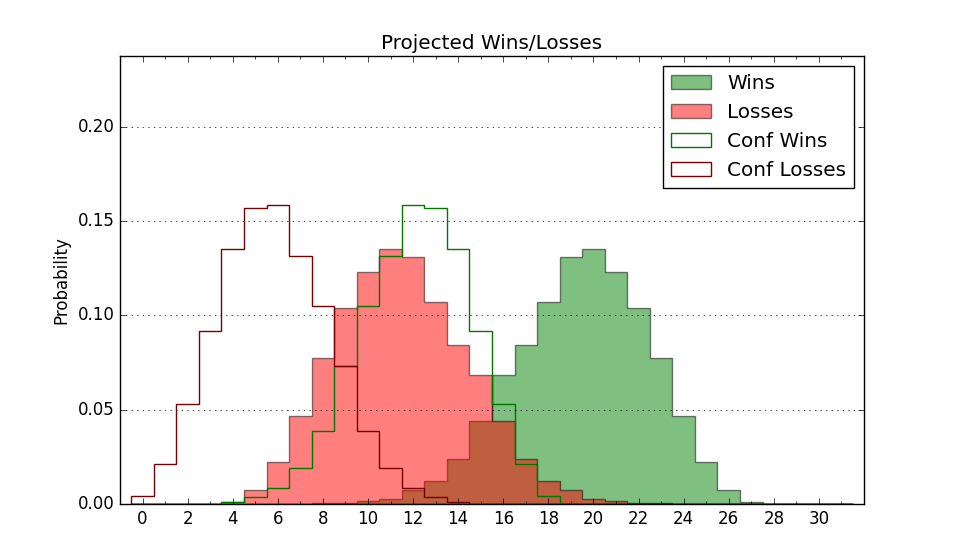 Projected Wins/Losses
Wins
Losses
Conf Wins
Conf Losses
Probability
0.20
0.15
0.10
0.05
0.00
0 2 4 6 8 10 12 14 16 18 20 22 24 26 28 30